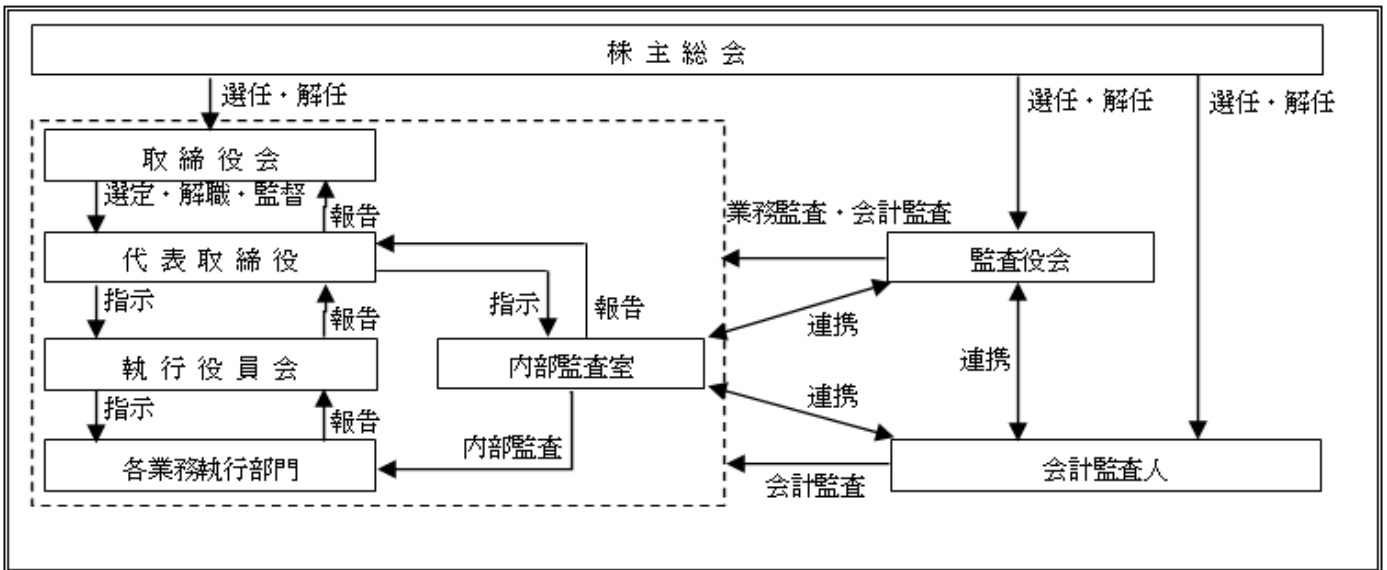 株主総会
選任・解任
選任・解任
選任・解任
取締役会
選定・解職・監督
報告
業務監査・会計監査
代表取締役
監査役会
指示
報告
指示
報告
連携
執行役員会
内部監査室
連携
指示
報告
連携
内部監査
各業務執行部門
会計監査
会計監査人